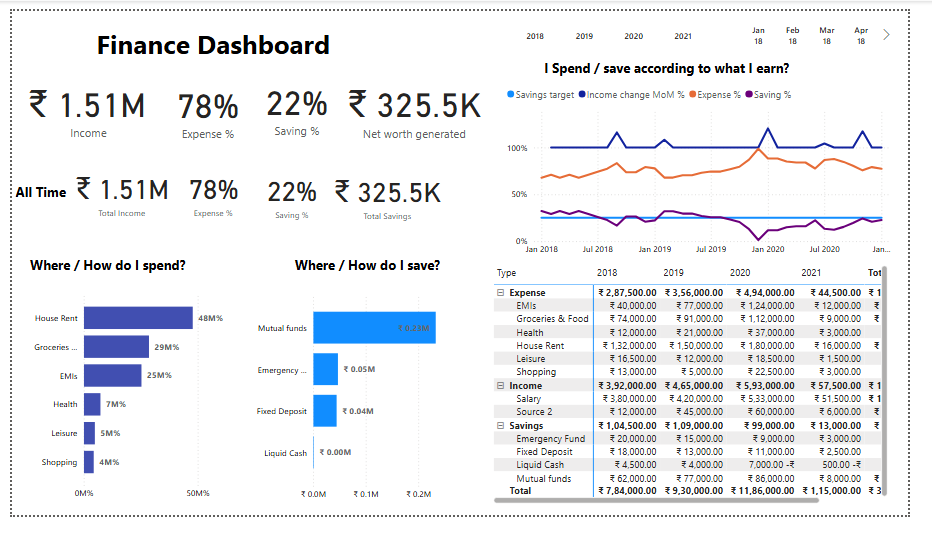 Finance Dashboard
2018 2019 2020 2021
Jan 18 Feb 18 Mar 18 Apr 18
₹ 1.51M 78% 22% ₹ 325.5K
Income Expense % Saving % Net worth generated
All Time ₹ 1.51M 78% 22% ₹ 325.5K
Total Income Expense % Saving % Total Savings
I Spend / save according to what I earn?
Savings target Income change MoM % Expense % Saving %
100%
50%
0%
Jan 2018 Jul 2018 Jan 2019 Jul 2019 Jan 2020 Jul 2020 Jan...
Where / How do I spend?
House Rent 48M%
Groceries ... 29M%
EMIs 25M%
Health 7M%
Leisure 5M%
Shopping 4M%
0M% 50M%
Where / How do I save?
Mutual funds ₹ 0.23M
Emergency ... ₹ 0.05M
Fixed Deposit ₹ 0.04M
Liquid Cash ₹ 0.00M
₹ 0.0M ₹ 0.1M ₹ 0.2M
Type 2018 2019 2020 2021 Tot
Expense ₹ 2,87,500.00 ₹ 3,56,000.00 ₹ 4,94,000.00 ₹ 44,500.00 ₹ 1
EMIs ₹ 40,000.00 ₹ 77,000.00 ₹ 1,24,000.00 ₹ 12,000.00 ₹
Groceries & Food ₹ 74,000.00 ₹ 91,000.00 ₹ 1,12,000.00 ₹ 9,000.00 ₹
Health ₹ 12,000.00 ₹ 21,000.00 ₹ 37,000.00 ₹ 3,000.00
House Rent ₹ 1,32,000.00 ₹ 1,50,000.00 ₹ 1,80,000.00 ₹ 16,000.00 ₹
Leisure ₹ 16,500.00 ₹ 12,000.00 ₹ 18,500.00 ₹ 1,500.00
Shopping ₹ 13,000.00 ₹ 5,000.00 ₹ 22,500.00 ₹ 3,000.00
Income ₹ 3,92,000.00 ₹ 4,65,000.00 ₹ 5,93,000.00 ₹ 57,500.00 ₹ 1
Salary ₹ 3,80,000.00 ₹ 4,20,000.00 ₹ 5,33,000.00 ₹ 51,500.00 ₹ 1
Source 2 ₹ 12,000.00 ₹ 45,000.00 ₹ 60,000.00 ₹ 6,000.00 ₹
Savings ₹ 1,04,500.00 ₹ 1,09,000.00 ₹ 99,000.00 ₹ 13,000.00 ₹
Emergency Fund ₹ 20,000.00 ₹ 15,000.00 ₹ 9,000.00 ₹ 3,000.00
Fixed Deposit ₹ 18,000.00 ₹ 13,000.00 ₹ 11,000.00 ₹ 2,500.00
Liquid Cash ₹ 4,500.00 ₹ 4,000.00 7,000.00 -₹ 500.00 -₹
Mutual funds ₹ 62,000.00 ₹ 77,000.00 ₹ 86,000.00 ₹ 8,000.00 ₹
Total ₹ 7,84,000.00 ₹ 9,30,000.00 ₹ 11,86,000.00 ₹ 1,15,000.00 ₹ 3